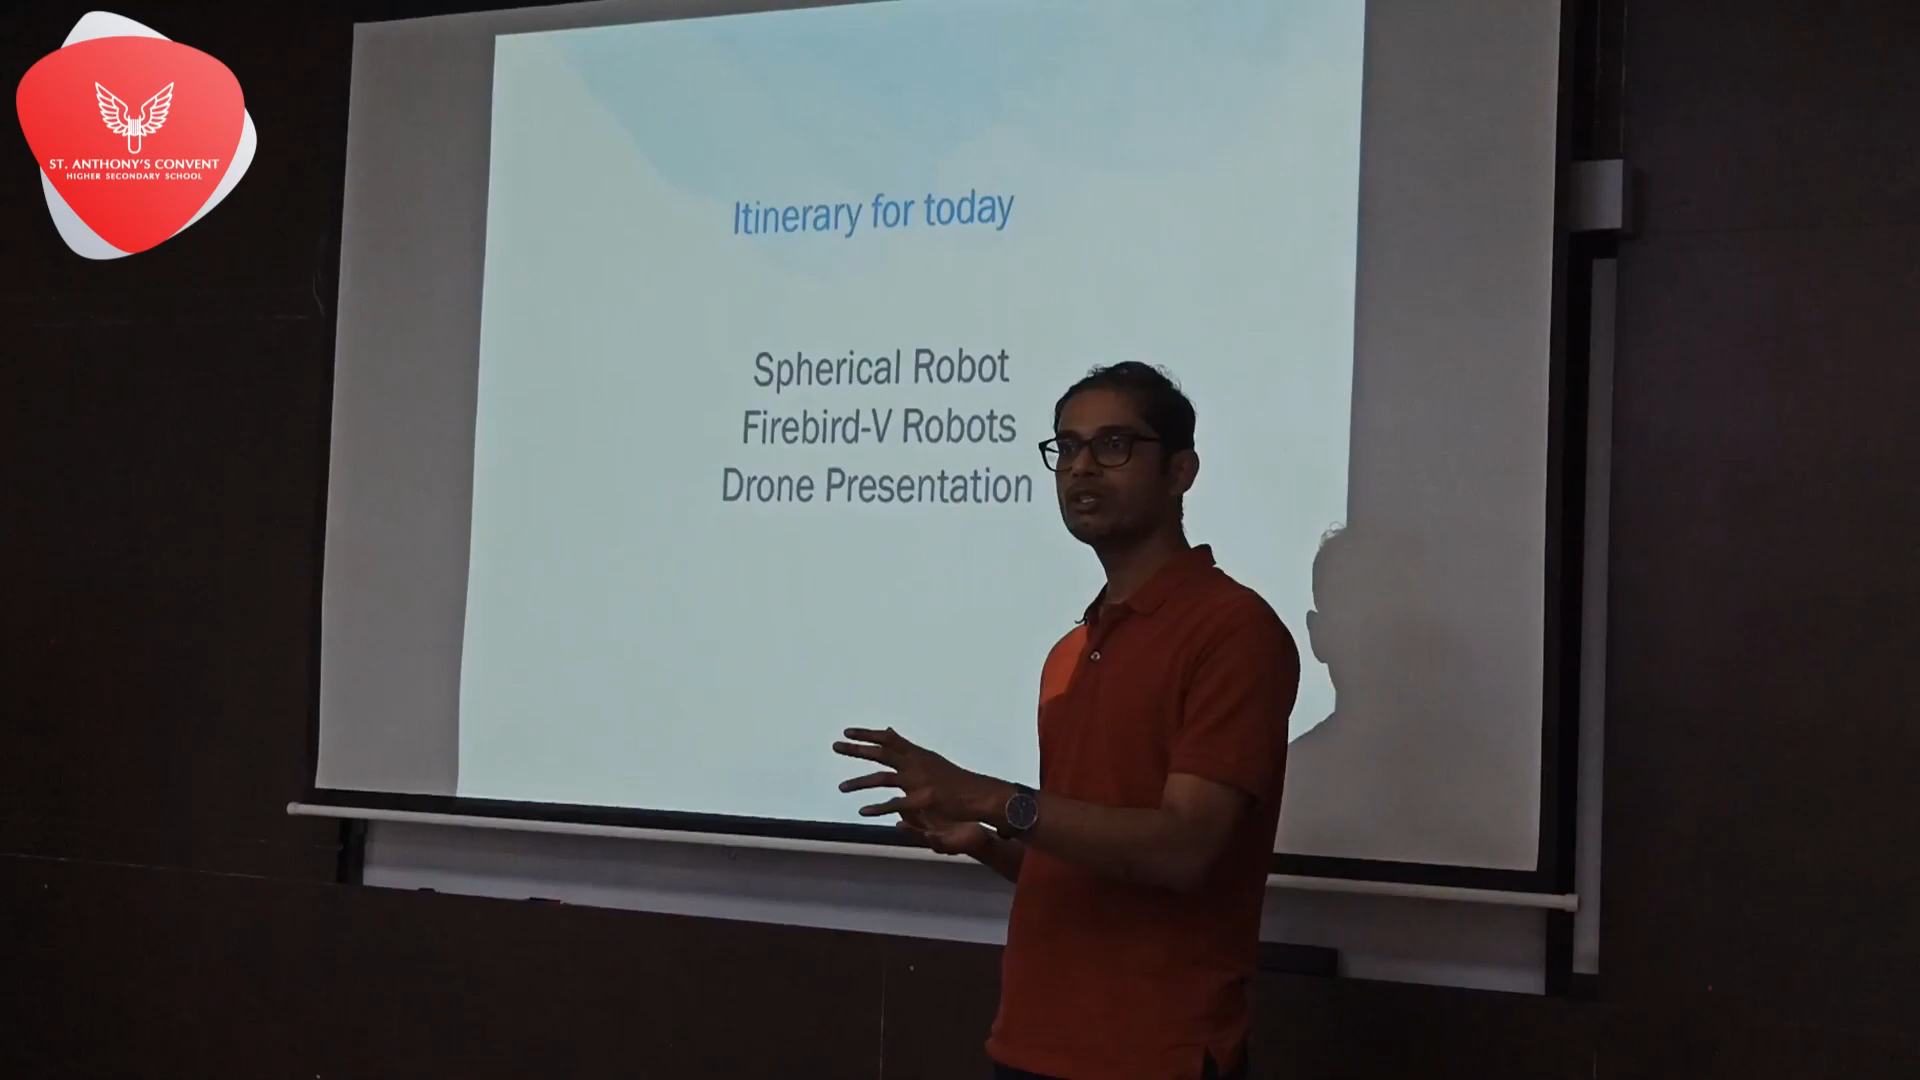 ST. ANTHONY'S CONVENT
HIGHER SECONDARY SCHOOL
Itinerary for today
Spherical Robot
Firebird-V Robots
Drone Presentation